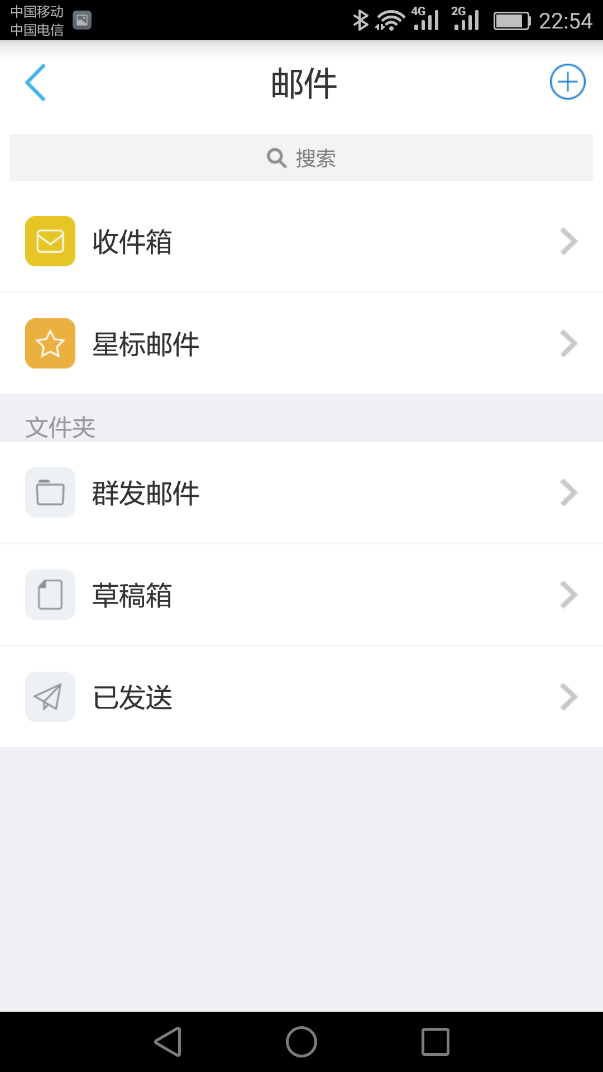 中国移动
中国电信
4G 2G 22:54
邮件
搜索
收件箱
星标邮件
文件夹
群发邮件
草稿箱
已发送